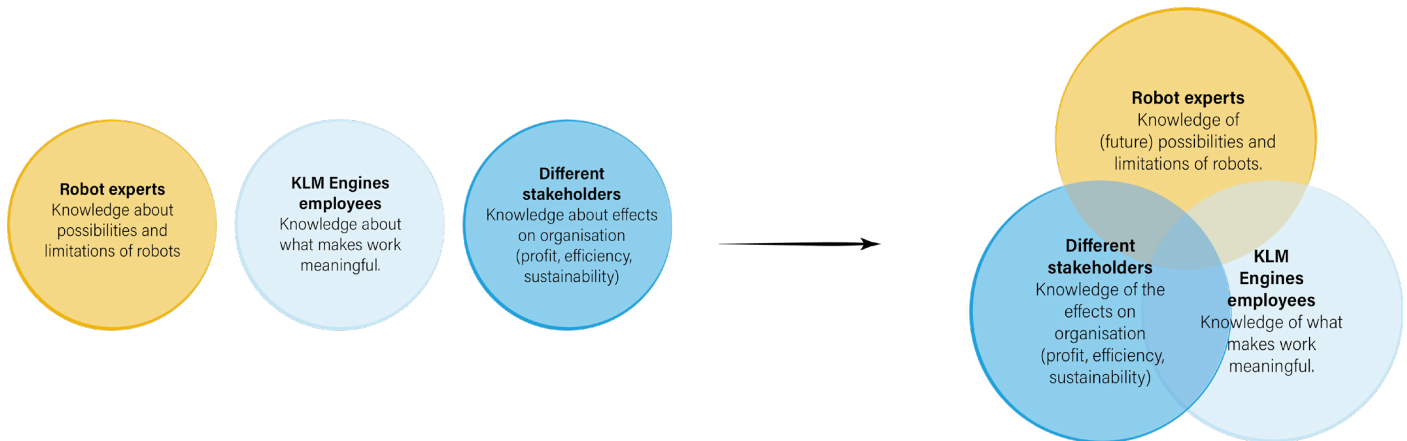 Robot experts
Knowledge about
possibilities and
limitations of robots
KLM Engines
employees
Knowledge about
what makes work
meaningful.
Different
stakeholders
Knowledge about effects
on organisation
(profit, efficiency,
sustainability)
Robot experts
Knowledge of
(future) possibilities and
limitations of robots.
Different
stakeholders
Knowledge of the
effects on
organisation
(profit, efficiency,
sustainability)
KLM
Engines
employees
Knowledge of what
makes work
meaningful.